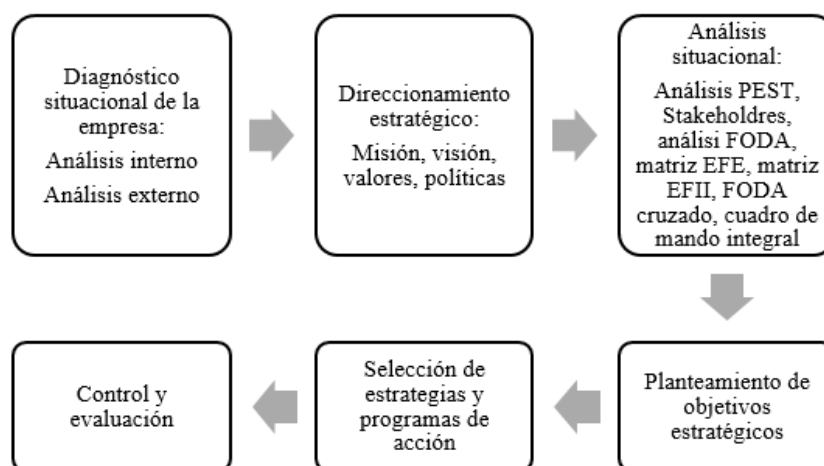 Diagnóstico
situacional de la
empresa:
Análisis interno
Análisis externo
Direccionamiento
estratégico:
Misión, visión,
valores, políticas
Análisis
situacional:
Análisis PEST,
Stakeholdres,
análisi FODA,
matriz EFE, matriz
EFII, FODA
cruzado, cuadro de
mando integral
Planteamiento de
objetivos
estratégicos
Selección de
estrategias y
programas de
acción
Control y
evaluación